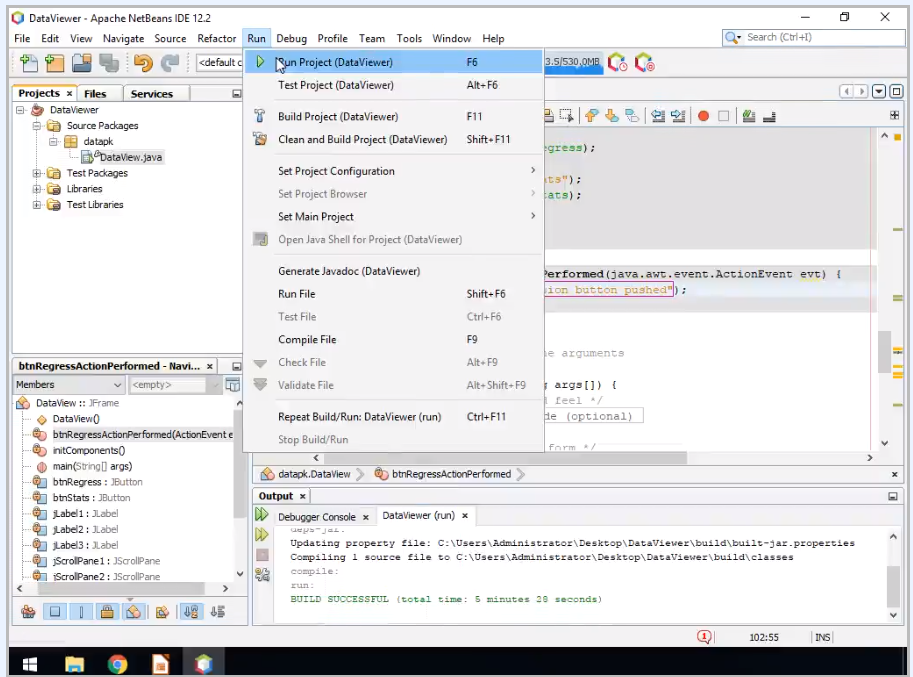 DataViewer - Apache NetBeans IDE 12.2
File Edit View Navigate Source Refactor Run Debug Profile Team Tools Window Help
Search (Ctrl+I)
<default c
3.5/530.0MB
Projects × Files Services
DataViewer
Source Packages
datapk
DataView.java
Test Packages
Libraries
Test Libraries
Run Project (DataViewer) F6
Test Project (DataViewer) Alt+F6
Build Project (DataViewer) F11
Clean and Build Project (DataViewer) Shift+F11
Set Project Configuration
Set Project Browser
Set Main Project
Open Java Shell for Project (DataViewer)
Generate Javadoc (DataViewer)
Run File Shift+F6
Test File Ctrl+F6
Compile File F9
Check File Alt+F9
Validate File Alt+Shift+F9
Repeat Build/Run: DataViewer (run) Ctrl+F11
Stop Build/Run
gress);
ts");
ats);
Performed(java.awt.event.ActionEvent evt) {
ion button pushed");
e arguments
g args[]) {
d feel */
de (optional)
form */
datapk.DataView
btnRegressActionPerformed
btnRegressActionPerformed - Navi... ×
Members <empty>
DataView :: JFrame
DataView()
btnRegressActionPerformed(ActionEvent e
initComponents()
main(String[] args)
btnRegress : JButton
btnStats : JButton
jLabel1 : JLabel
jLabel2 : JLabel
jLabel3 : JLabel
jScrollPane1 : JScrollPane
jScrollPane2 : JScrollPane
Output ×
Debugger Console × DataViewer (run) ×
deps-jar:
Updating property file: C:\Users\Administrator\Desktop\DataViewer\build\built-jar.properties
Compiling 1 source file to C:\Users\Administrator\Desktop\DataViewer\build\classes
compile:
run:
BUILD SUCCESSFUL (total time: 5 minutes 28 seconds)
1
102:55
INS